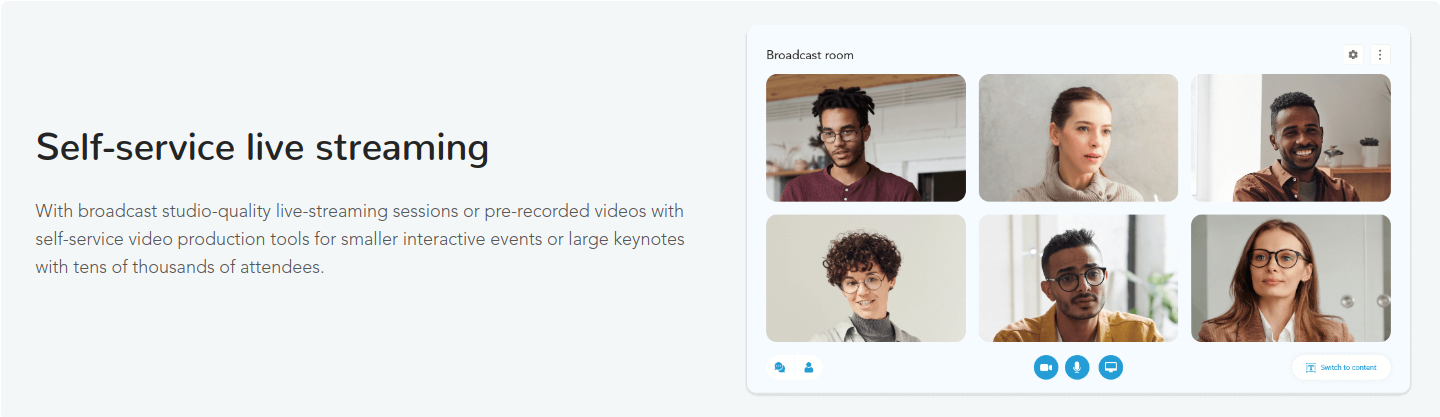 Self-service live streaming
With broadcast studio-quality live-streaming sessions or pre-recorded videos with
self-service video production tools for smaller interactive events or large keynotes
with tens of thousands of attendees.
Broadcast room
Switch to content